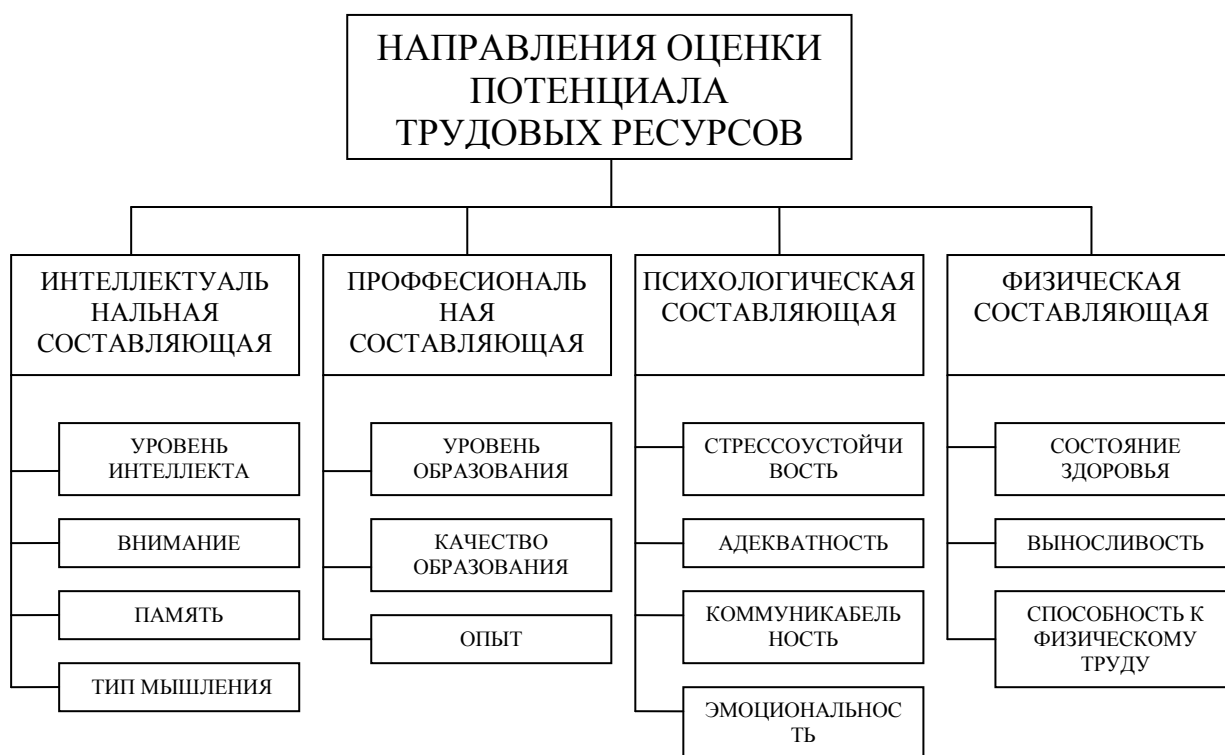 НАПРАВЛЕНИЯ ОЦЕНКИ
ПОТЕНЦИАЛА
ТРУДОВЫХ РЕСУРСОВ
ИНТЕЛЛЕКТУАЛЬ
НАЛЬНАЯ
СОСТАВЛЯЮЩАЯ
УРОВЕНЬ
ИНТЕЛЛЕКТА
ВНИМАНИЕ
ПАМЯТЬ
ТИП МЫШЛЕНИЯ
ПРОФФЕСИОНАЛЬ
НАЯ
СОСТАВЛЯЮЩАЯ
УРОВЕНЬ
ОБРАЗОВАНИЯ
КАЧЕСТВО
ОБРАЗОВАНИЯ
ОПЫТ
ПСИХОЛОГИЧЕСКАЯ
СОСТАВЛЯЮЩАЯ
СТРЕССОУСТОЙЧИ
ВОСТЬ
АДЕКВАТНОСТЬ
КОММУНИКАБЕЛЬ
НОСТЬ
ЭМОЦИОНАЛЬНОС
ТЬ
ФИЗИЧЕСКАЯ
СОСТАВЛЯЮЩАЯ
СОСТОЯНИЕ
ЗДОРОВЬЯ
ВЫНОСЛИВОСТЬ
СПОСОБНОСТЬ К
ФИЗИЧЕСКОМУ
ТРУДУ